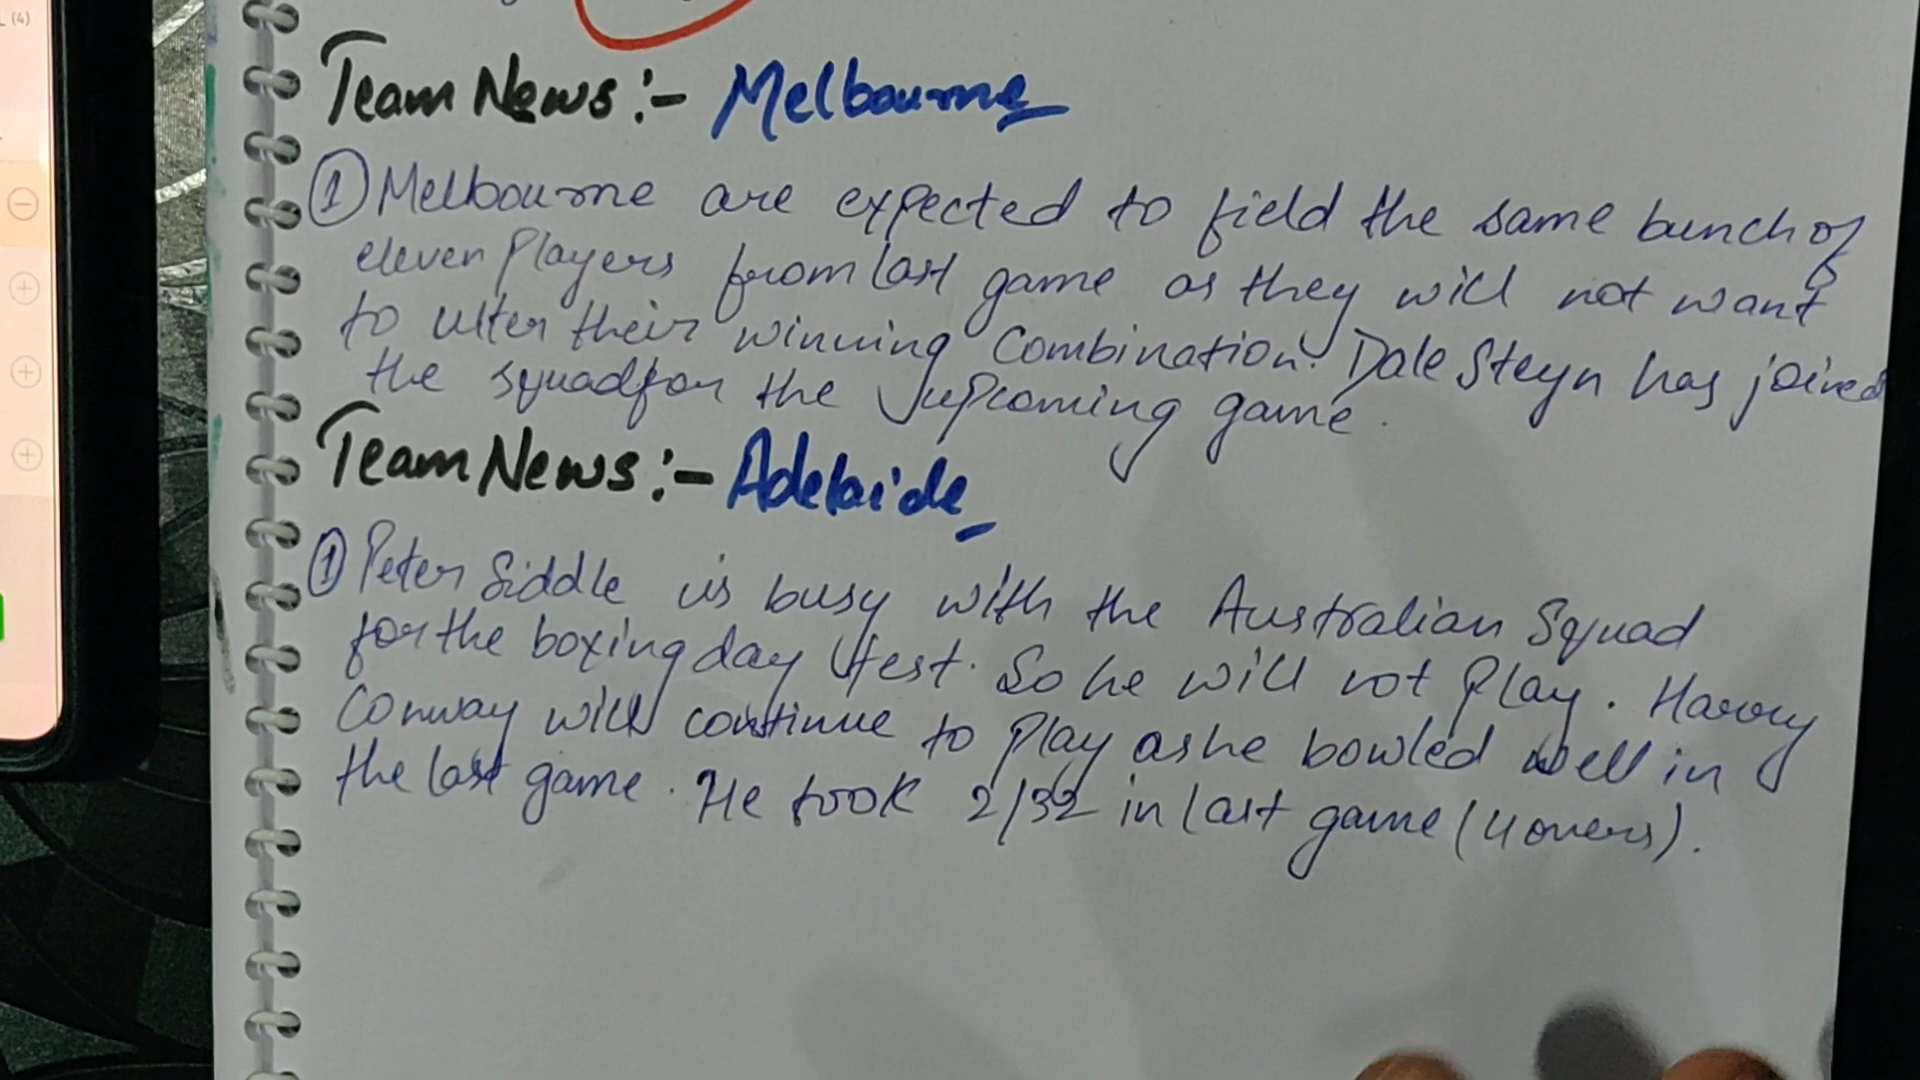 L (4)
Team News:- Melbourne
① Melbourne are expected to field the same bunch of
eleven Players from last game as they will not want
to ulter their winning Combination. Dale Steyn has joined
the squad for the upcoming game.
Team News:- Adelaide
① Peter Siddle is busy with the Australian Squad
for the boxing day test. So he will not Play. Harry
Conway will continue to Play as he bowled well in
the last game. He took 2/32 in last game (4 overs).